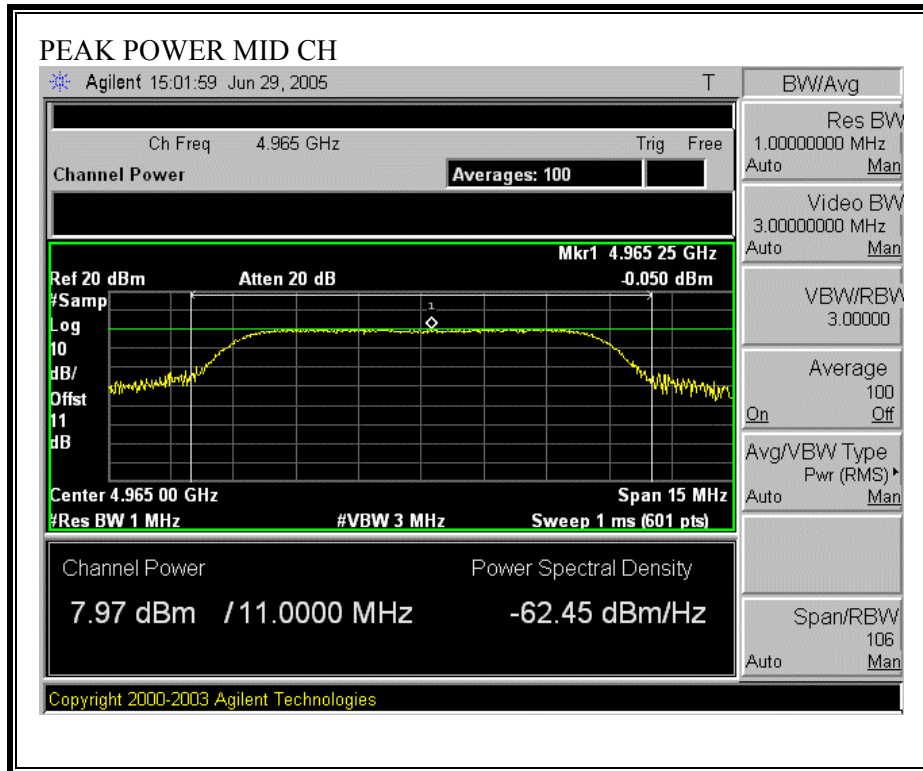 PEAK POWER MID CH
Agilent 15:01:59 Jun 29, 2005 T
Ch Freq 4.965 GHz Trig Free
Channel Power Averages: 100
Mkr1 4.965 25 GHz
Ref 20 dBm Atten 20 dB -0.050 dBm
#Samp
Log
10
dB/
Offst
11
dB
1
Center 4.965 00 GHz Span 15 MHz
#Res BW 1 MHz #VBW 3 MHz Sweep 1 ms (601 pts)
Channel Power Power Spectral Density
7.97 dBm /11.0000 MHz -62.45 dBm/Hz
Copyright 2000-2003 Agilent Technologies
BW/Avg
Res BW
1.00000000 MHz
Auto Man
Video BW
3.00000000 MHz
Auto Man
VBW/RBW
3.00000
Average
100
On Off
Avg/VBW Type
Pwr (RMS)
Auto Man
Span/RBW
106
Auto Man